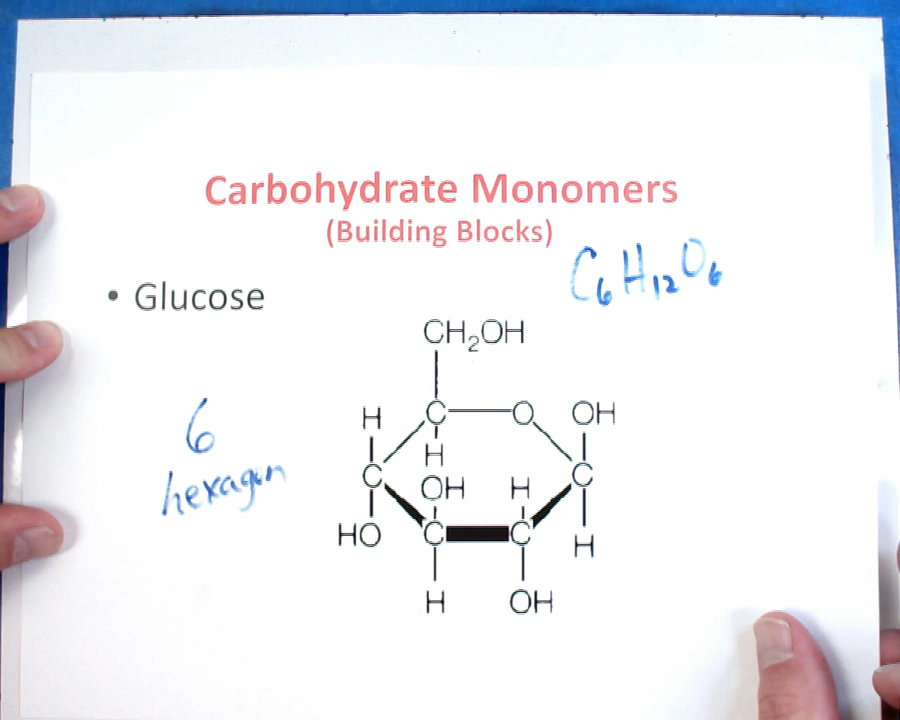 Carbohydrate Monomers
(Building Blocks)
C6H12O6
• Glucose
CH₂OH
H C O OH
H
6
hexagon
C OH H C
HO C C H
H OH